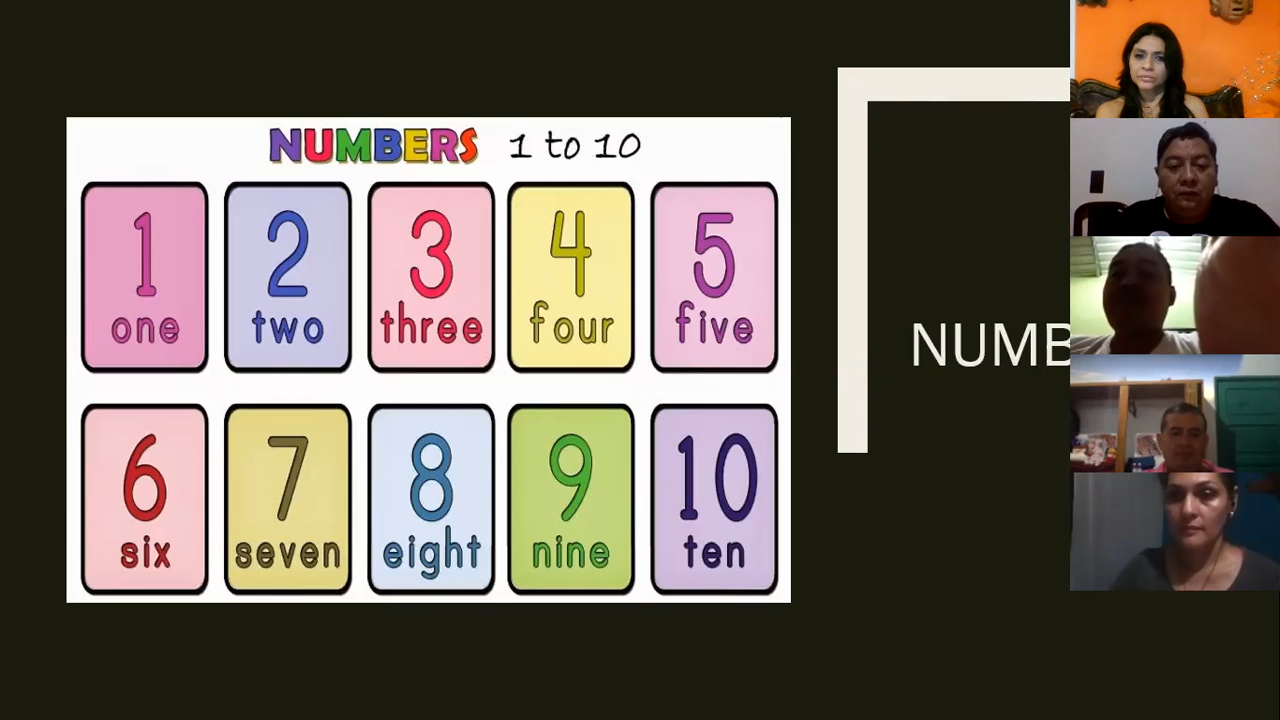 NUMBERS 1 to 10
1 2 3 4 5
one two three four five
6 7 8 9 10
six seven eight nine ten
NUMB